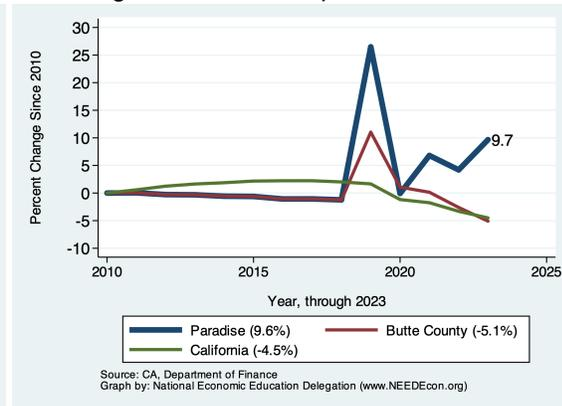 Percent Change Since 2010
30
25
20
15
10
5
0
-5
-10
9.7
2010 2015 2020 2025
Year, through 2023
Paradise (9.6%) Butte County (-5.1%)
California (-4.5%)
Source: CA, Department of Finance
Graph by: National Economic Education Delegation (www.NEEDEcon.org)